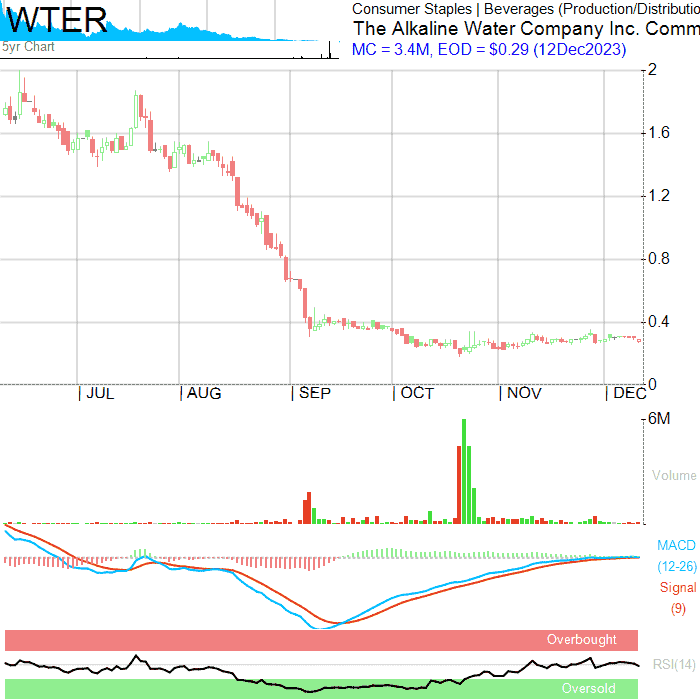 WTER
5yr Chart
Consumer Staples | Beverages (Production/Distributio
The Alkaline Water Company Inc. Comm
MC = 3.4M, EOD = $0.29 (12Dec2023)
2
1.6
1.2
0.8
0.4
0
JUL
AUG
SEP
OCT
NOV
DEC
6M
Volume
MACD
(12-26)
Signal
(9)
Overbought
RSI(14)
Oversold